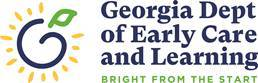 Georgia Dept
of Early Care
and Learning
BRIGHT FROM THE START